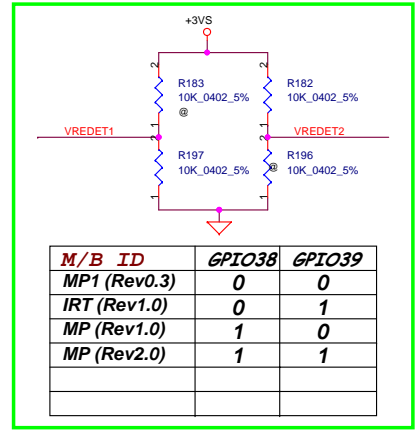 +3VS
2 2
R183 R182
10K_0402_5% 10K_0402_5%
@
1 1
VREDET1 VREDET2
2 2
R197 R196
10K_0402_5% @ 10K_0402_5%
1 1
M/B ID GPIO38 GPIO39
MP1 (Rev0.3) 0 0
IRT (Rev1.0) 0 1
MP (Rev1.0) 1 0
MP (Rev2.0) 1 1